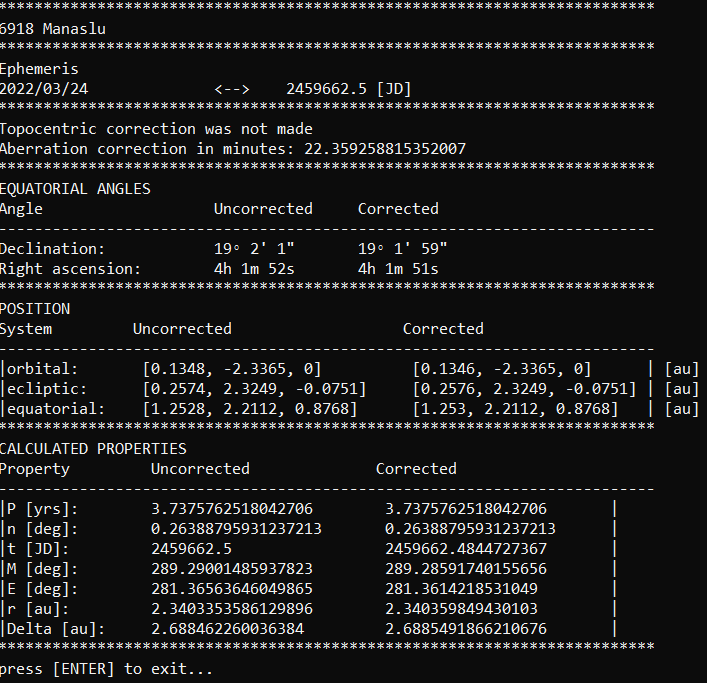 *************************************************************************
6918 Manaslu
*************************************************************************
Ephemeris
2022/03/24              <-->    2459662.5 [JD]
*************************************************************************
Topocentric correction was not made
Aberration correction in minutes: 22.359258815352007
*************************************************************************
EQUATORIAL ANGLES
Angle                   Uncorrected     Corrected
-------------------------------------------------------------------------
Declination:            19◦ 2' 1"       19◦ 1' 59"
Right ascension:        4h 1m 52s       4h 1m 51s
*************************************************************************
POSITION
System         Uncorrected                   Corrected
-------------------------------------------------------------------------
|orbital:       [0.1348, -2.3365, 0]          [0.1346, -2.3365, 0]      | [au]
|ecliptic:      [0.2574, 2.3249, -0.0751]     [0.2576, 2.3249, -0.0751] | [au]
|equatorial:    [1.2528, 2.2112, 0.8768]      [1.253, 2.2112, 0.8768]   | [au]
*************************************************************************
CALCULATED PROPERTIES
Property         Uncorrected              Corrected
-------------------------------------------------------------------------
|P [yrs]:        3.7375762518042706        3.7375762518042706       |
|n [deg]:        0.26388795931237213       0.26388795931237213      |
|t [JD]:         2459662.5                 2459662.4844727367       |
|M [deg]:        289.29001485937823        289.28591740155656       |
|E [deg]:        281.36563646049865        281.3614218531049        |
|r [au]:         2.3403353586129896        2.340359849430103        |
|Delta [au]:     2.688462260036384         2.6885491866210676       |
*************************************************************************
press [ENTER] to exit...